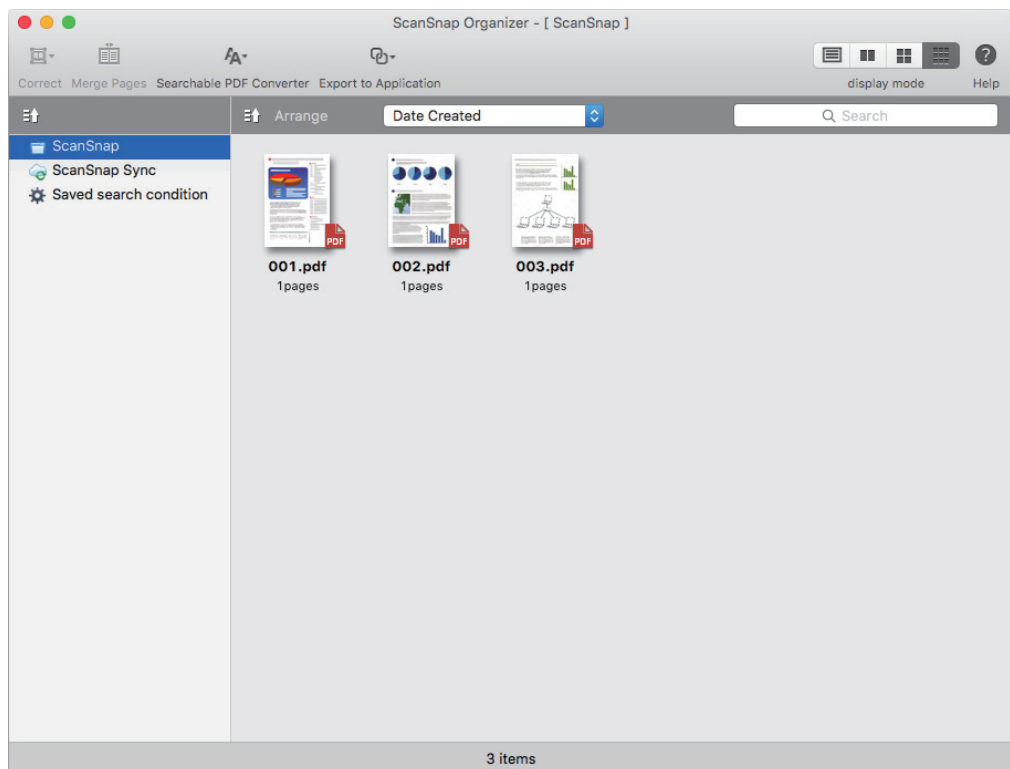 ScanSnap Organizer - [ ScanSnap ]
Correct Merge Pages Searchable PDF Converter Export to Application display mode Help
Arrange Date Created Search
ScanSnap
ScanSnap Sync
Saved search condition
PDF PDF PDF
001.pdf 002.pdf 003.pdf
1pages 1pages 1pages
3 items